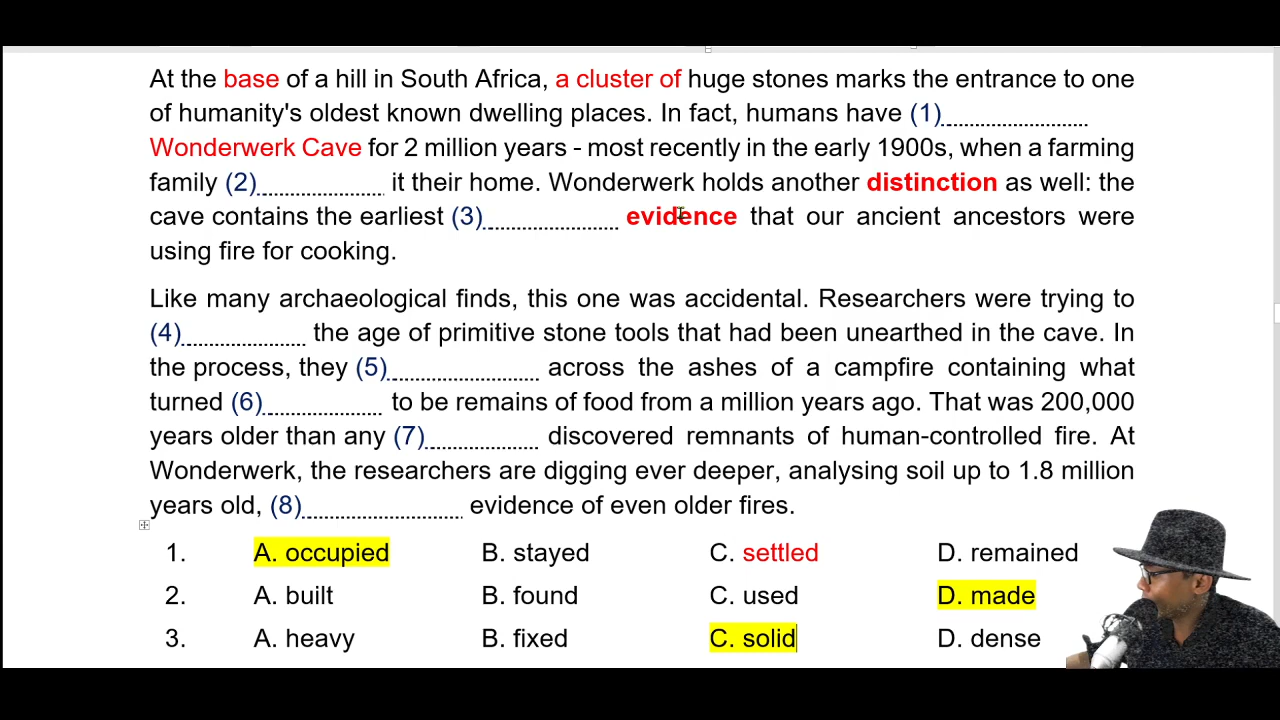 At the base of a hill in South Africa, a cluster of huge stones marks the entrance to one
of humanity's oldest known dwelling places. In fact, humans have (1)........................
Wonderwerk Cave for 2 million years - most recently in the early 1900s, when a farming
family (2)..................... it their home. Wonderwerk holds another distinction as well: the
cave contains the earliest (3)...................... evidence that our ancient ancestors were
using fire for cooking.
Like many archaeological finds, this one was accidental. Researchers were trying to
(4)..................... the age of primitive stone tools that had been unearthed in the cave. In
the process, they (5)......................... across the ashes of a campfire containing what
turned (6).................... to be remains of food from a million years ago. That was 200,000
years older than any (7)................... discovered remnants of human-controlled fire. At
Wonderwerk, the researchers are digging ever deeper, analysing soil up to 1.8 million
years old, (8)........................... evidence of even older fires.
1. A. occupied B. stayed C. settled D. remained
2. A. built B. found C. used D. made
3. A. heavy B. fixed C. solid D. dense